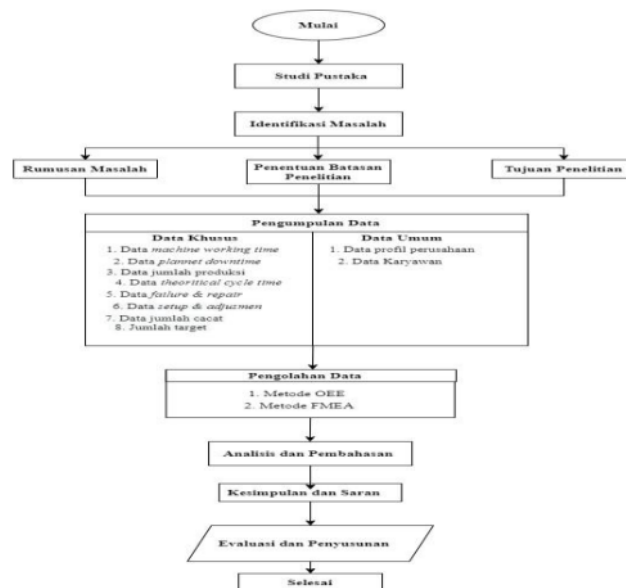 Mulai
Studi Pustaka
Identifikasi Masalah
Rumusan Masalah
Penentuan Batasan
Penelitian
Tujuan Penelitian
Pengumpulan Data
Data Khusus
1. Data machine working time
2. Data plannet downtime
3. Data jumlah produksi
4. Data theoritical cycle time
5. Data failure & repair
6. Data setup & adjusmen
7. Data jumlah cacat
8. Jumlah target
Data Umum
1. Data profil perusahaan
2. Data Karyawan
Pengolahan Data
1. Metode OEE
2. Metode FMEA
Analisis dan Pembahasan
Kesimpulan dan Saran
Evaluasi dan Penyusunan
Selesai